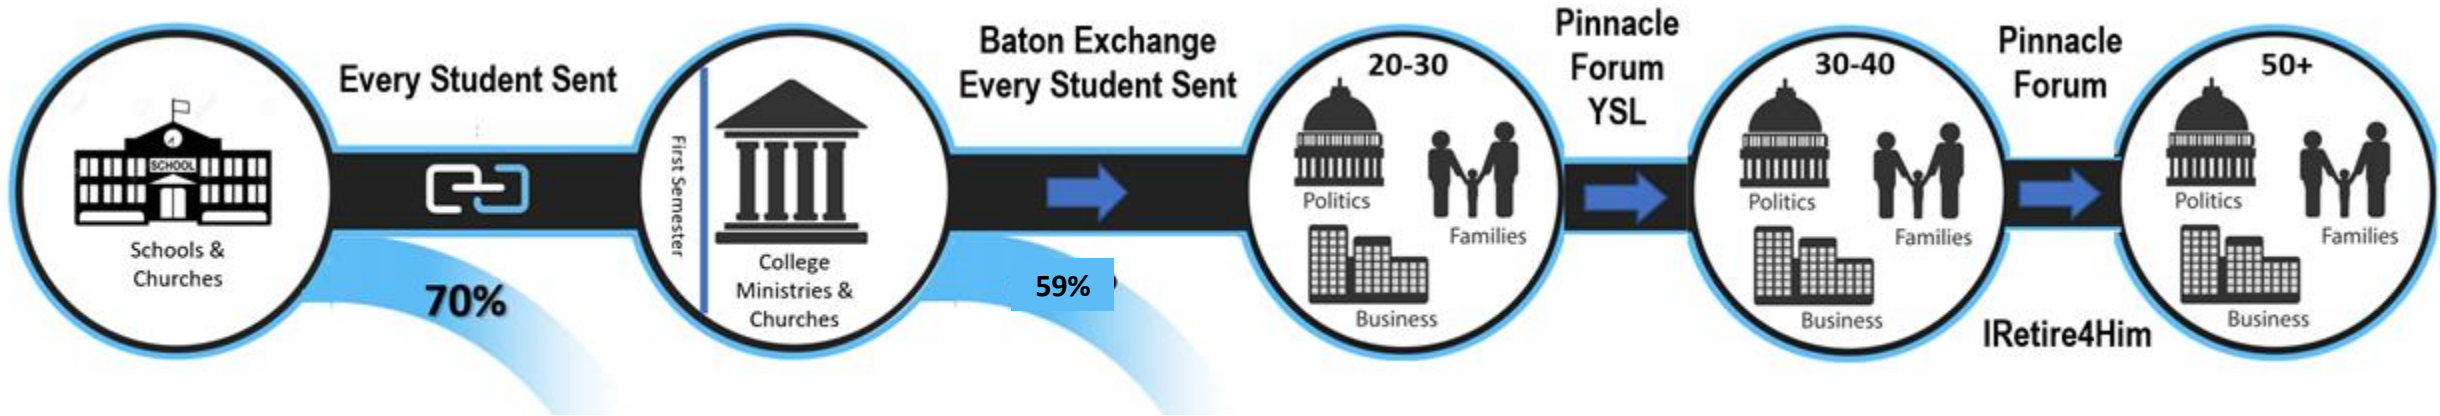 SCHOOL
Schools &
Churches
Every Student Sent
70%
First Semester
College
Ministries &
Churches
Baton Exchange
Every Student Sent
59%
20-30
Politics
Families
Business
Pinnacle
Forum
YSL
30-40
Politics
Families
Business
Pinnacle
Forum
IRetire4Him
50+
Politics
Families
Business